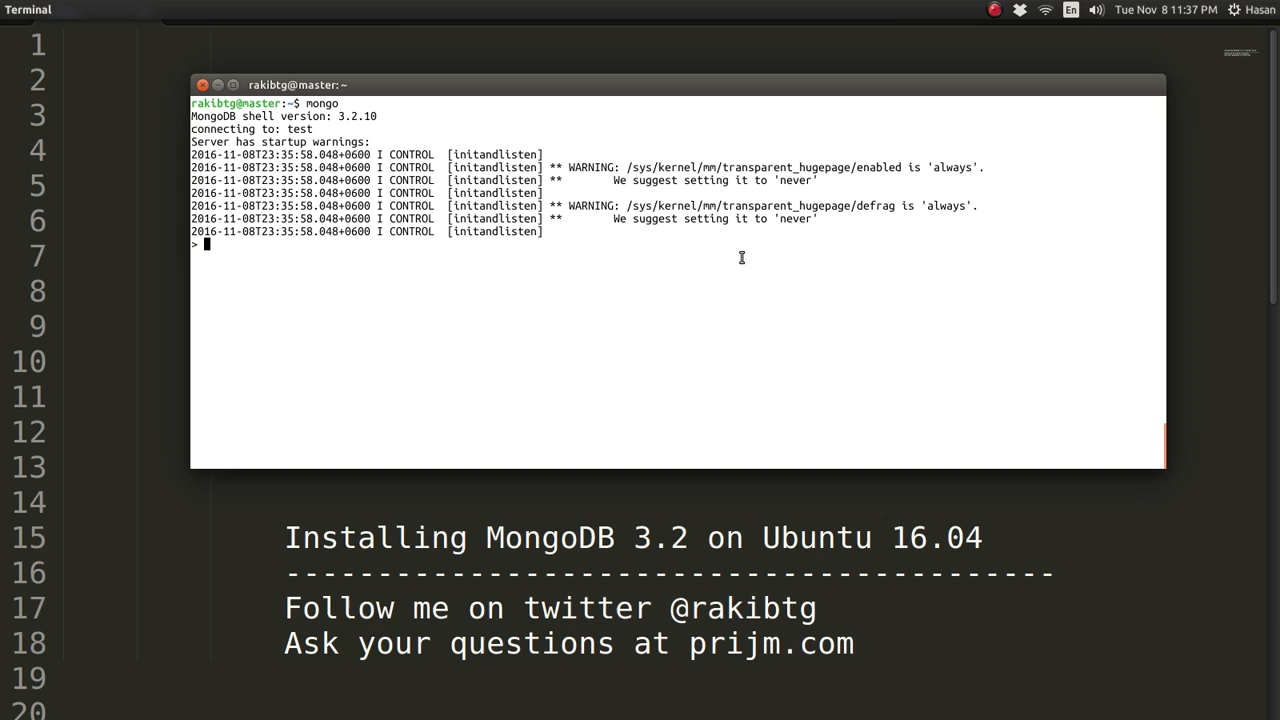 Terminal
En
Tue Nov 8 11:37 PM
Hasan
rakibtg@master: ~
rakibtg@master:~$ mongo
MongoDB shell version: 3.2.10
connecting to: test
Server has startup warnings:
2016-11-08T23:35:58.048+0600 I CONTROL  [initandlisten]
2016-11-08T23:35:58.048+0600 I CONTROL  [initandlisten] ** WARNING: /sys/kernel/mm/transparent_hugepage/enabled is 'always'.
2016-11-08T23:35:58.048+0600 I CONTROL  [initandlisten] **        We suggest setting it to 'never'
2016-11-08T23:35:58.048+0600 I CONTROL  [initandlisten]
2016-11-08T23:35:58.048+0600 I CONTROL  [initandlisten] ** WARNING: /sys/kernel/mm/transparent_hugepage/defrag is 'always'.
2016-11-08T23:35:58.048+0600 I CONTROL  [initandlisten] **        We suggest setting it to 'never'
2016-11-08T23:35:58.048+0600 I CONTROL  [initandlisten]
>
1
2
3
4
5
6
7
8
9
10
11
12
13
14
15 Installing MongoDB 3.2 on Ubuntu 16.04
16 ------------------------------------------
17 Follow me on twitter @rakibtg
18 Ask your questions at prijm.com
19
20